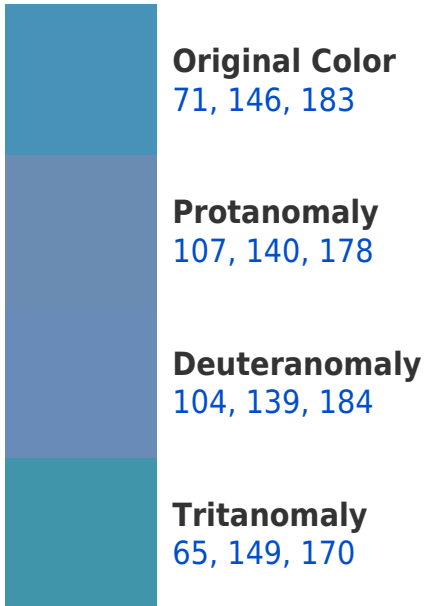 Original Color
71, 146, 183
Protanomaly
107, 140, 178
Deuteranomaly
104, 139, 184
Tritanomaly
65, 149, 170